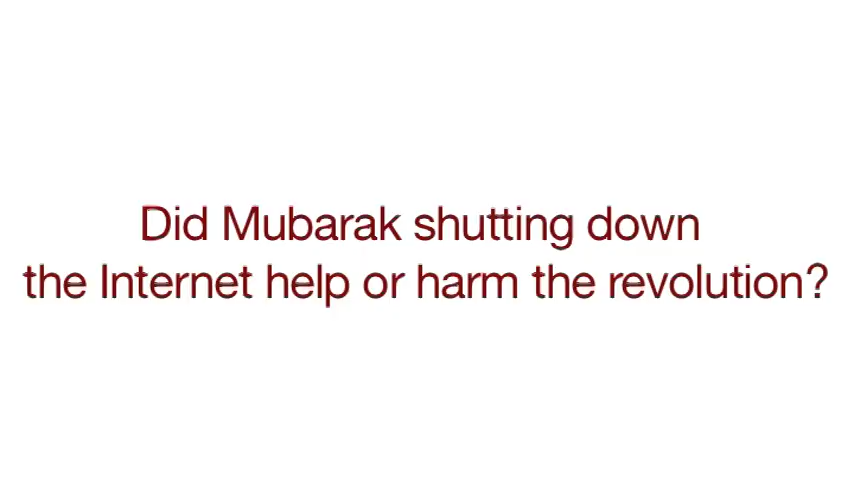 Did Mubarak shutting down
the Internet help or harm the revolution?